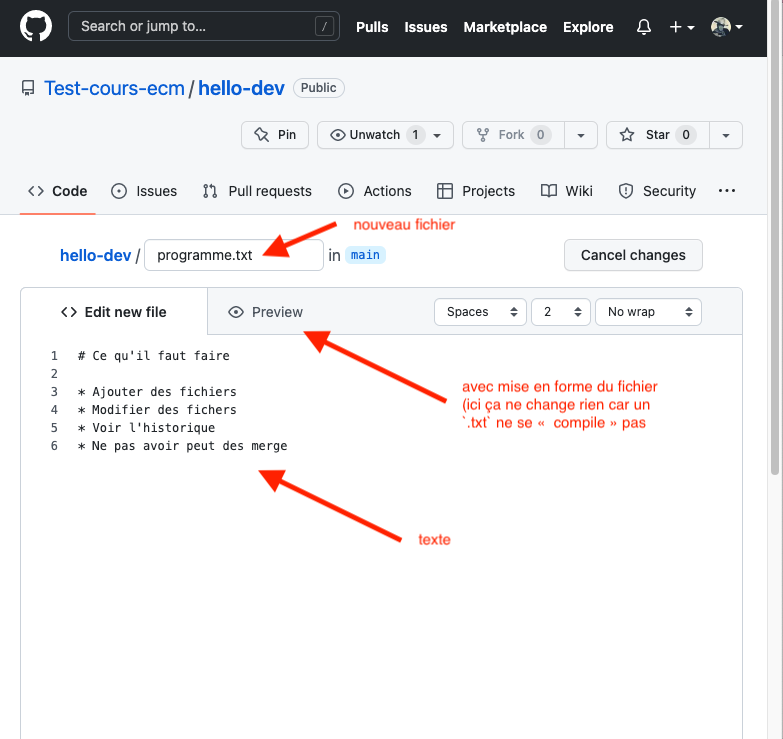 Search or jump to... /
Pulls Issues Marketplace Explore
Test-cours-ecm / hello-dev Public
Pin Unwatch 1 Fork 0 Star 0
Code Issues Pull requests Actions Projects Wiki Security ...
nouveau fichier
hello-dev / programme.txt in main Cancel changes
Edit new file Preview Spaces 2 No wrap
1 # Ce qu'il faut faire
2
3 * Ajouter des fichiers
4 * Modifier des fichers
5 * Voir l'historique
6 * Ne pas avoir peut des merge
avec mise en forme du fichier
(ici ça ne change rien car un
`.txt` ne se « compile » pas
texte